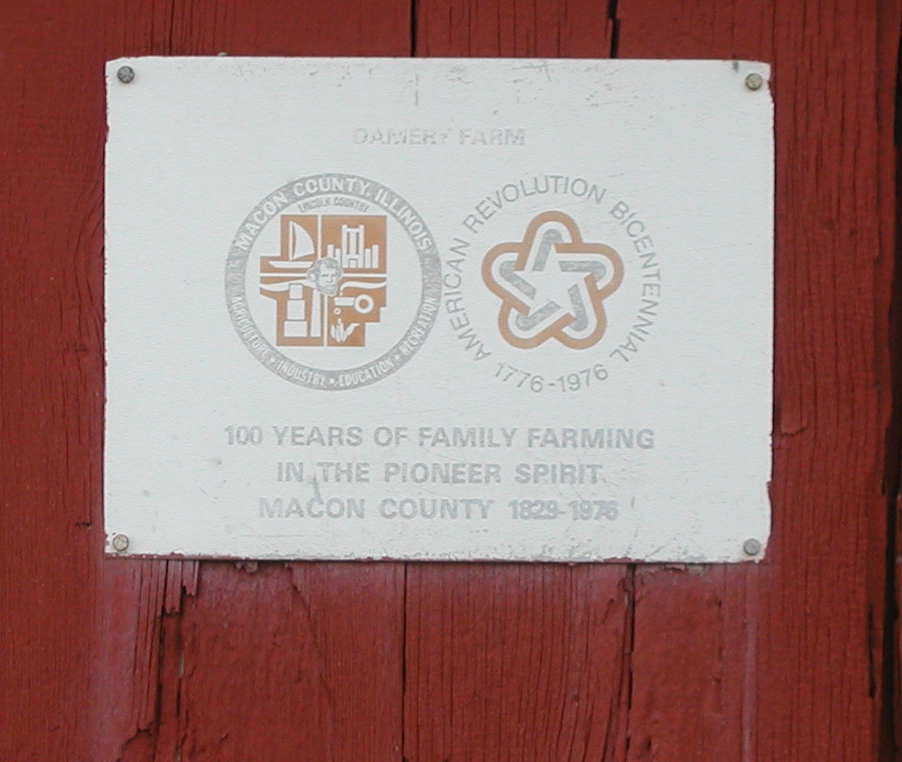 DAMERY FARM
MACON COUNTY, ILLINOIS
LINCOLN COUNTRY
AGRICULTURE • INDUSTRY • EDUCATION • RECREATION
AMERICAN REVOLUTION BICENTENNIAL
1776-1976
100 YEARS OF FAMILY FARMING
IN THE PIONEER SPIRIT
MACON COUNTY 1829-1976